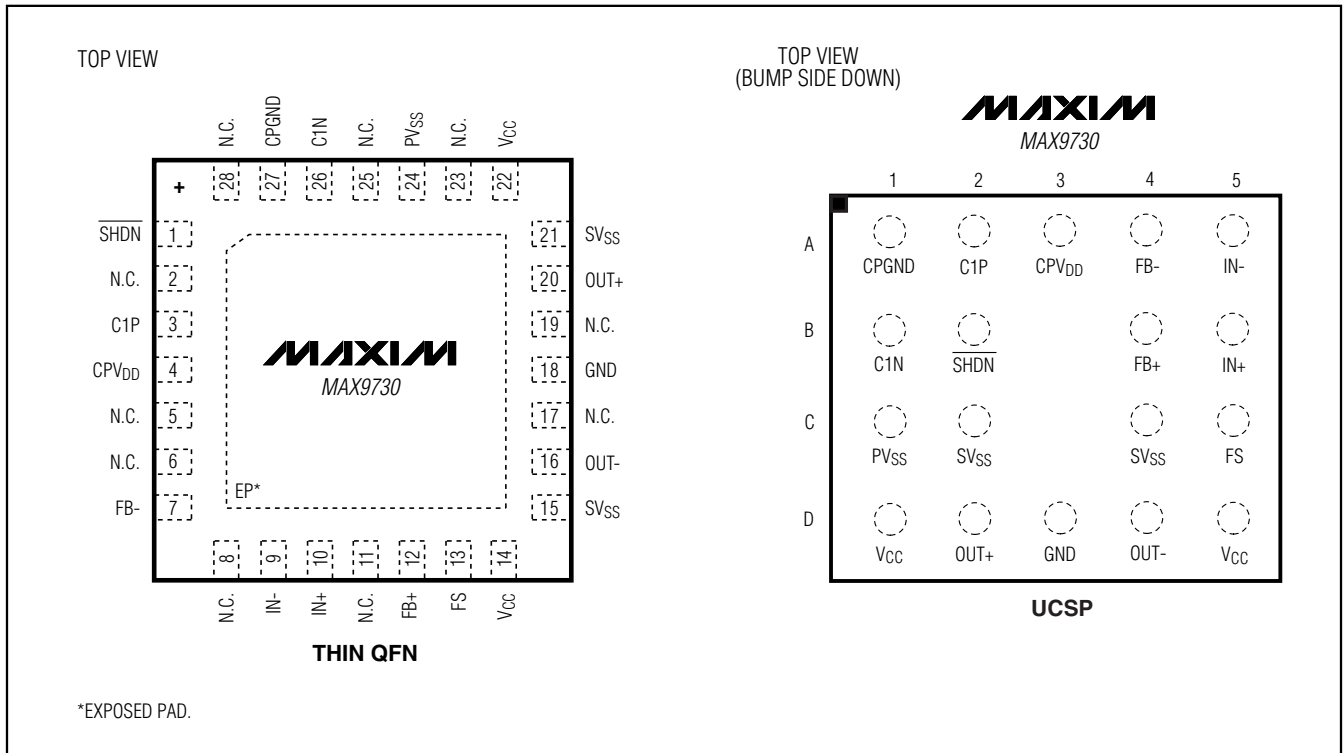 TOP VIEW
N.C. CPGND C1N N.C. PVSS N.C. VCC
+ 28 27 26 25 24 23 22
SHDN 1 21 SVSS
N.C. 2 20 OUT+
C1P 3 19 N.C.
CPVDD 4 18 GND
N.C. 5 17 N.C.
N.C. 6 16 OUT-
FB- 7 15 SVSS
MAXIM
MAX9730
EP*
8 9 10 11 12 13 14
N.C. IN- IN+ N.C. FB+ FS VCC
THIN QFN
*EXPOSED PAD.
TOP VIEW
(BUMP SIDE DOWN)
MAXIM
MAX9730
1 2 3 4 5
A
CPGND C1P CPVDD FB- IN-
B
C1N SHDN FB+ IN+
C
PVSS SVSS SVSS FS
D
VCC OUT+ GND OUT- VCC
UCSP